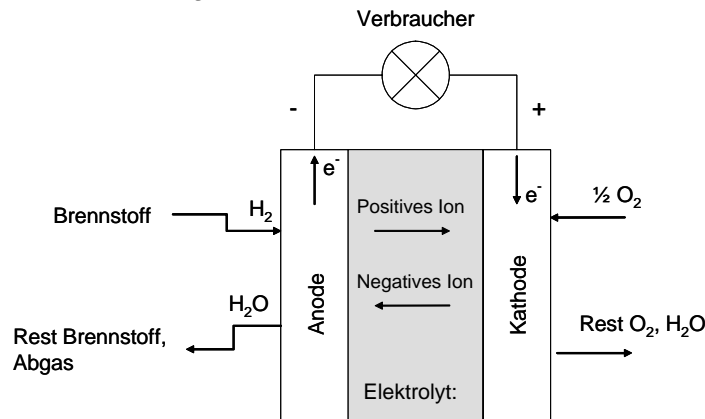 Verbraucher
-
+
e⁻
e⁻
Brennstoff
H₂
Positives Ion
½ O₂
Anode
Kathode
Negatives Ion
H₂O
Rest Brennstoff,
Abgas
Rest O₂, H₂O
Elektrolyt: